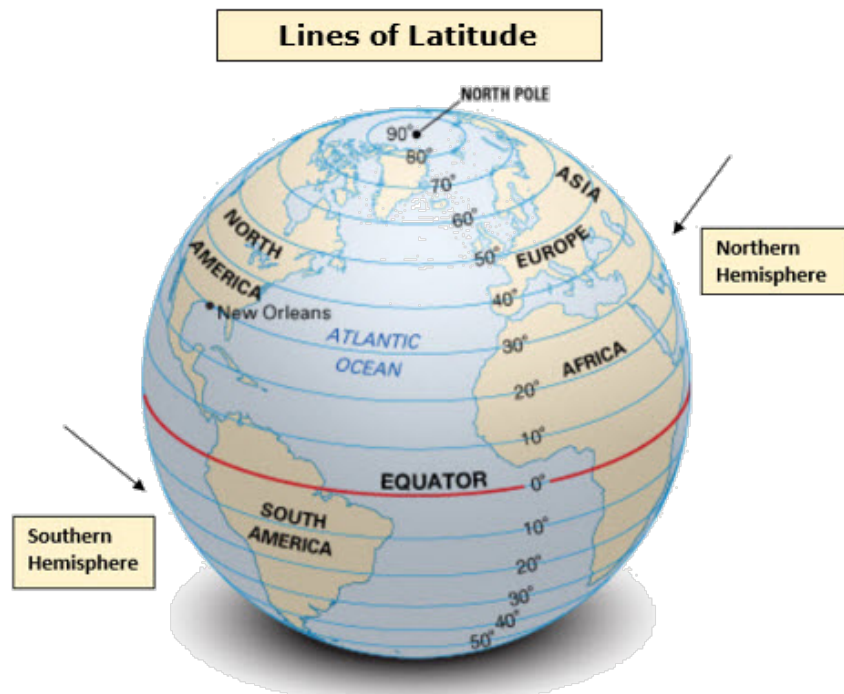 Lines of Latitude
NORTH POLE
90°
80°
70°
60°
50°
40°
30°
20°
10°
0°
10°
20°
30°
40°
50°
ASIA
EUROPE
NORTH
AMERICA
New Orleans
ATLANTIC
OCEAN
AFRICA
EQUATOR
SOUTH
AMERICA
Northern
Hemisphere
Southern
Hemisphere